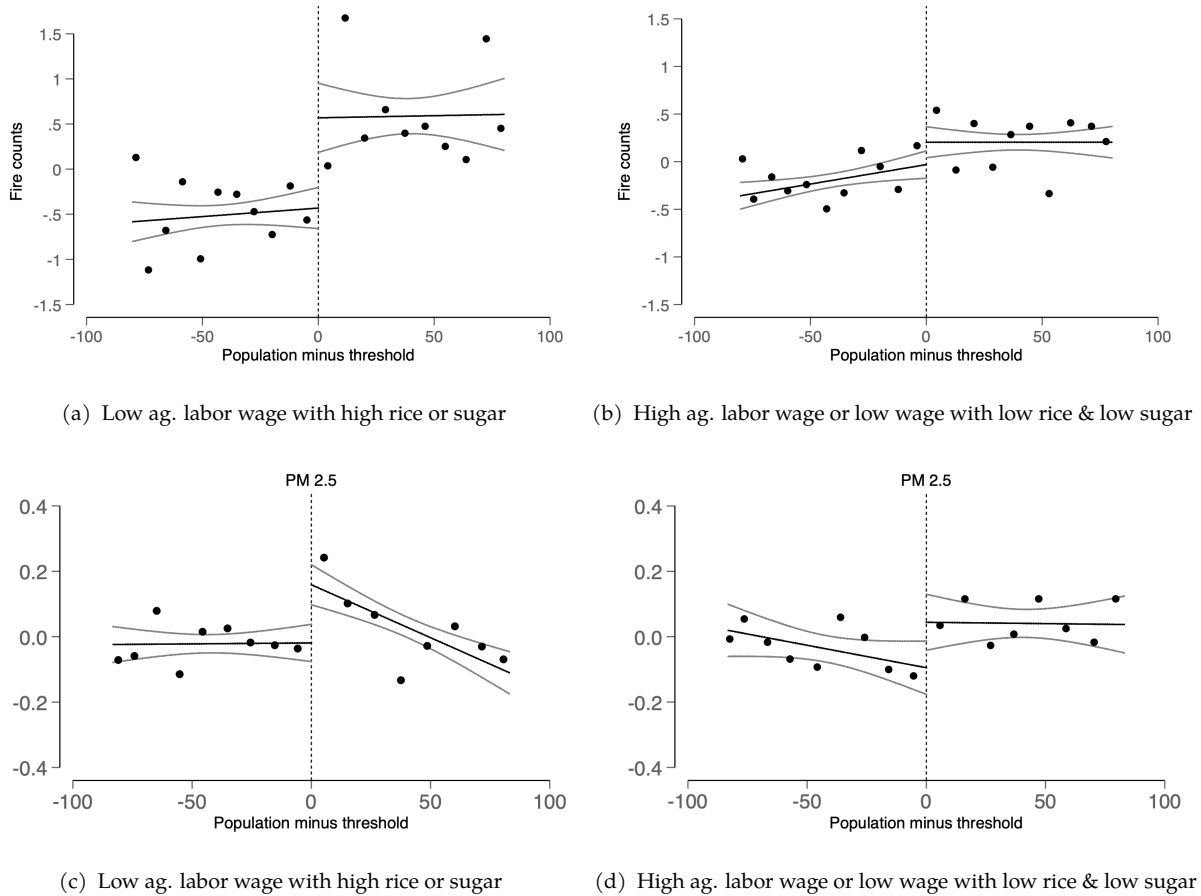 1.5
1
.5
0
-.5
-1
-1.5
Fire counts
-100 -50 0 50 100
Population minus threshold
(a) Low ag. labor wage with high rice or sugar
1.5
1
.5
0
-.5
-1
-1.5
Fire counts
-100 -50 0 50 100
Population minus threshold
(b) High ag. labor wage or low wage with low rice & low sugar
PM 2.5
0.4
0.2
0.0
-0.2
-0.4
-100 -50 0 50 100
Population minus threshold
(c) Low ag. labor wage with high rice or sugar
PM 2.5
0.4
0.2
0.0
-0.2
-0.4
-100 -50 0 50 100
Population minus threshold
(d) High ag. labor wage or low wage with low rice & low sugar